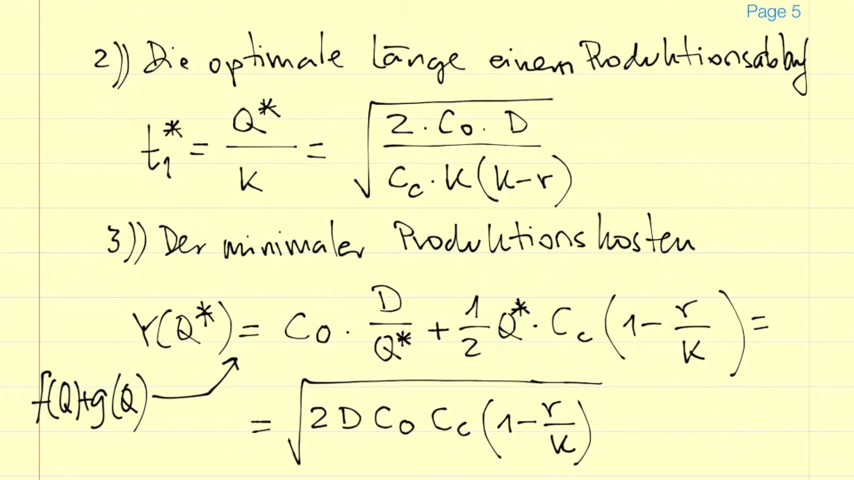 Page 5
2)) Die optimale Länge einem Produktionsablauf
t₁* = Q*/K = √(2 · C₀ · D / (C_c · K(K-r)))
3)) Der minimaler Produktionskosten
Y(Q*) = C₀ · D/Q* + 1/2 Q* · C_c (1 - r/K) =
f(Q)+g(Q)
= √(2 D C₀ C_c (1 - r/K))